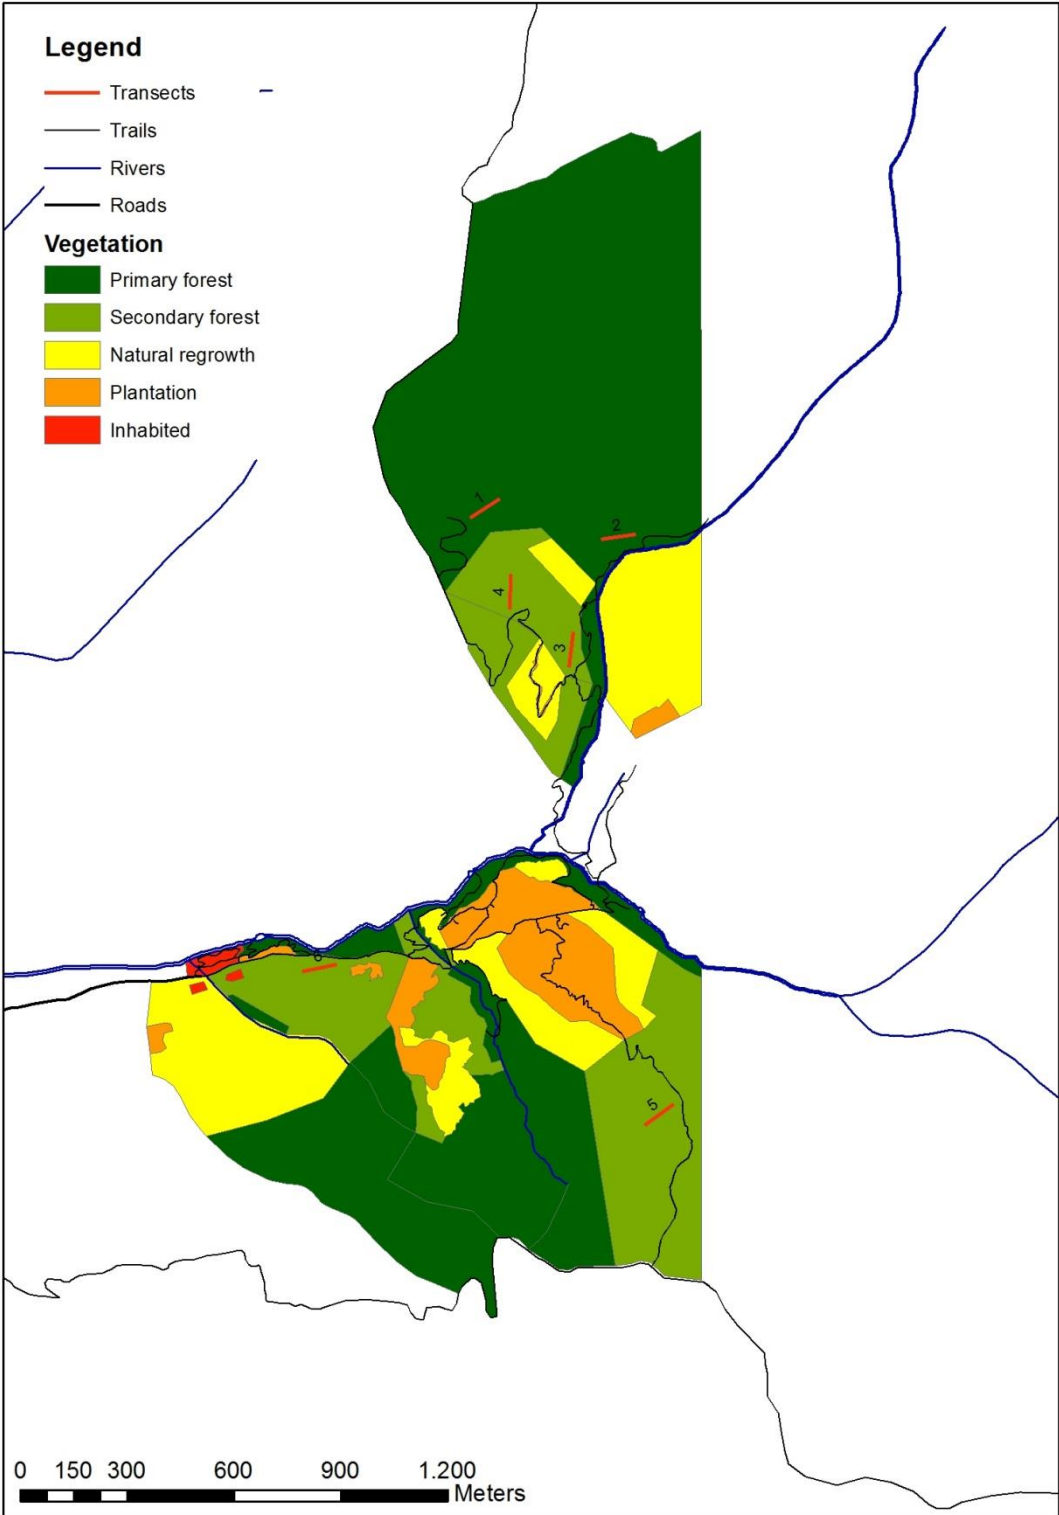 Legend
Transects
Trails
Rivers
Roads
Vegetation
Primary forest
Secondary forest
Natural regrowth
Plantation
Inhabited
1
2
4
3
6
5
0 150 300 600 900 1.200
Meters